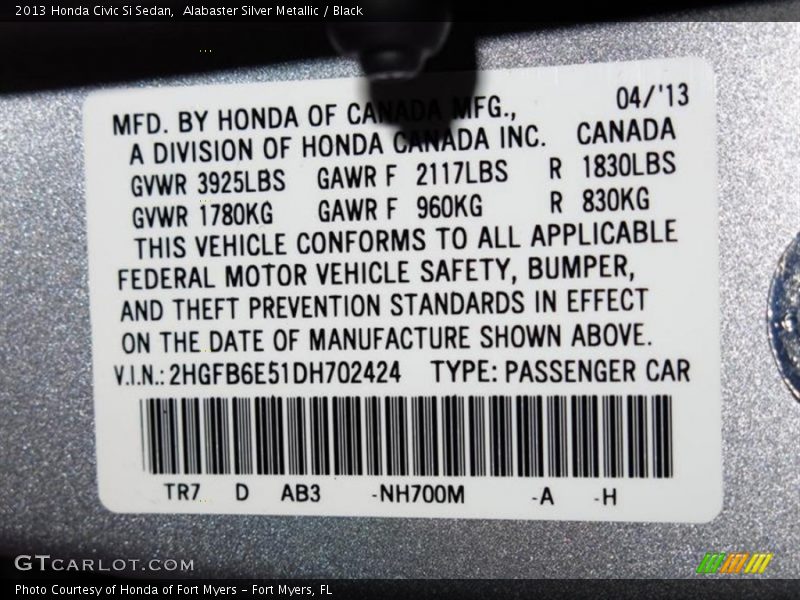 2013 Honda Civic Si Sedan,  Alabaster Silver Metallic / Black
MFD. BY HONDA OF CANADA MFG., 04/'13
A DIVISION OF HONDA CANADA INC. CANADA
GVWR 3925LBS GAWR F 2117LBS R 1830LBS
GVWR 1780KG GAWR F 960KG R 830KG
THIS VEHICLE CONFORMS TO ALL APPLICABLE
FEDERAL MOTOR VEHICLE SAFETY, BUMPER,
AND THEFT PREVENTION STANDARDS IN EFFECT
ON THE DATE OF MANUFACTURE SHOWN ABOVE.
V.I.N.: 2HGFB6E51DH702424 TYPE: PASSENGER CAR
TR7 D AB3 -NH700M -A -H
GTCARLOT.COM
Photo Courtesy of Honda of Fort Myers - Fort Myers, FL